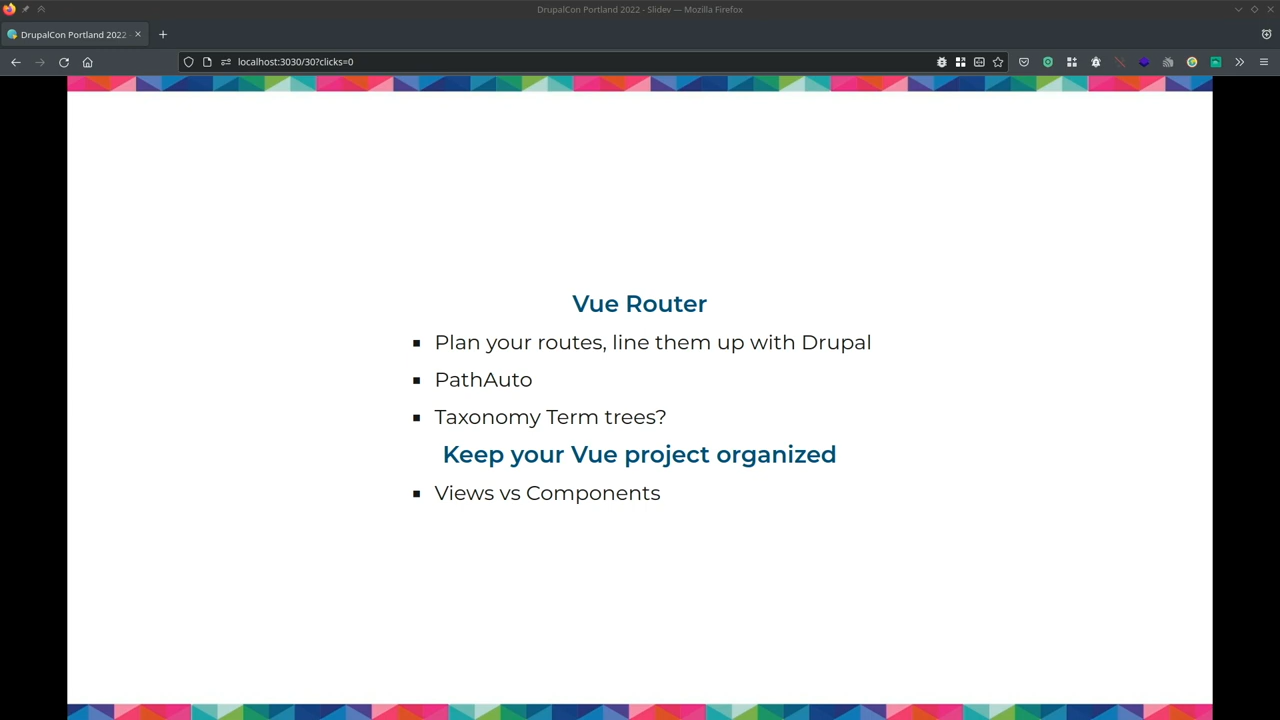 DrupalCon Portland 2022 - Slidev — Mozilla Firefox
DrupalCon Portland 2022
localhost:3030/30?clicks=0
Vue Router
Plan your routes, line them up with Drupal
PathAuto
Taxonomy Term trees?
Keep your Vue project organized
Views vs Components